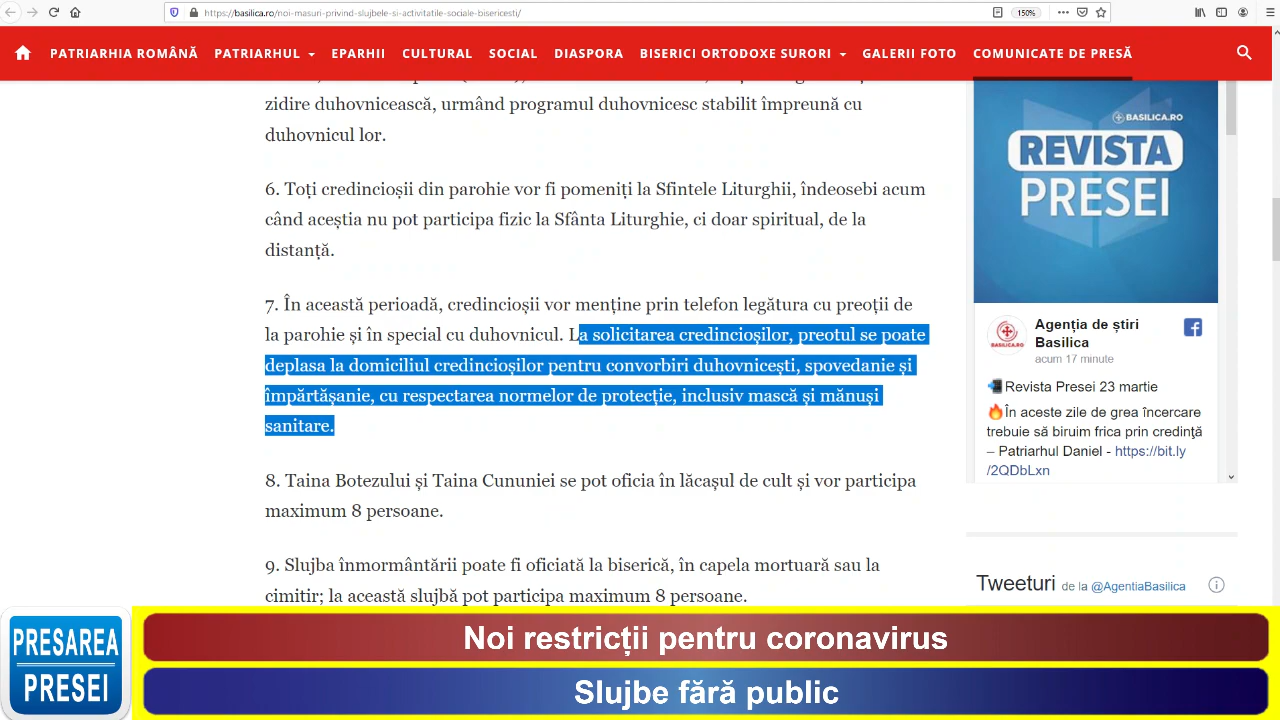 https://basilica.ro/noi-masuri-privind-slujbele-si-activitatile-sociale-bisericesti/
150%
PATRIARHIA ROMÂNĂ PATRIARHUL EPARHII CULTURAL SOCIAL DIASPORA BISERICI ORTODOXE SURORI GALERII FOTO COMUNICATE DE PRESĂ
zidire duhovnicească, urmând programul duhovnicesc stabilit împreună cu
duhovnicul lor.
6. Toți credincioșii din parohie vor fi pomeniți la Sfintele Liturghii, îndeosebi acum
când aceștia nu pot participa fizic la Sfânta Liturghie, ci doar spiritual, de la
distanță.
7. În această perioadă, credincioșii vor menține prin telefon legătura cu preoții de
la parohie și în special cu duhovnicul. La solicitarea credincioșilor, preotul se poate
deplasa la domiciliul credincioșilor pentru convorbiri duhovnicești, spovedanie și
împărtășanie, cu respectarea normelor de protecție, inclusiv mască și mănuși
sanitare.
8. Taina Botezului și Taina Cununiei se pot oficia în lăcașul de cult și vor participa
maximum 8 persoane.
9. Slujba înmormântării poate fi oficiată la biserică, în capela mortuară sau la
cimitir; la această slujbă pot participa maximum 8 persoane.
BASILICA.RO
REVISTA
PRESEI
BASILICA.RO
Agenția de știri
Basilica
acum 17 minute
Revista Presei 23 martie
În aceste zile de grea încercare
trebuie să biruim frica prin credință
– Patriarhul Daniel - https://bit.ly
/2QDbLxn
Tweeturi de la @AgentiaBasilica
PRESAREA
PRESEI
Noi restricții pentru coronavirus
Slujbe fără public